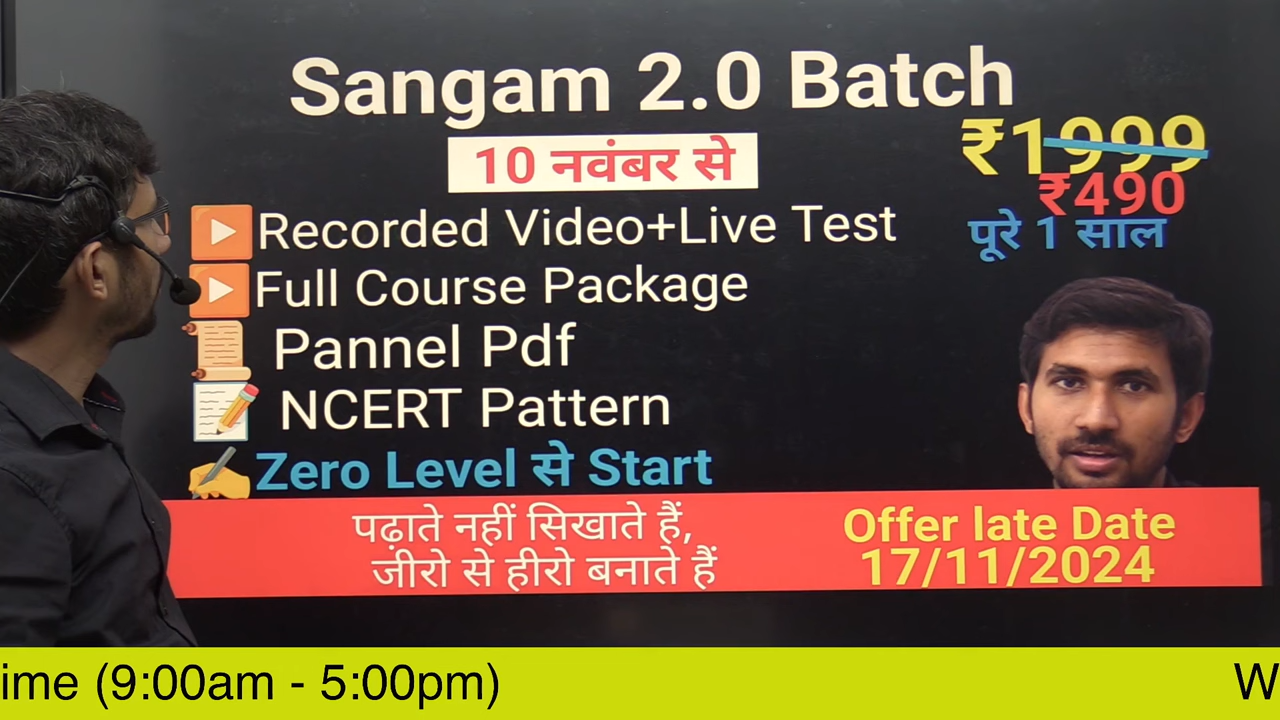 Sangam 2.0 Batch
10 नवंबर से
₹1999
₹490
पूरे 1 साल
Recorded Video+Live Test
Full Course Package
Pannel Pdf
NCERT Pattern
Zero Level से Start
पढ़ाते नहीं सिखाते हैं,
जीरो से हीरो बनाते हैं
Offer late Date
17/11/2024
ime (9:00am - 5:00pm)
W